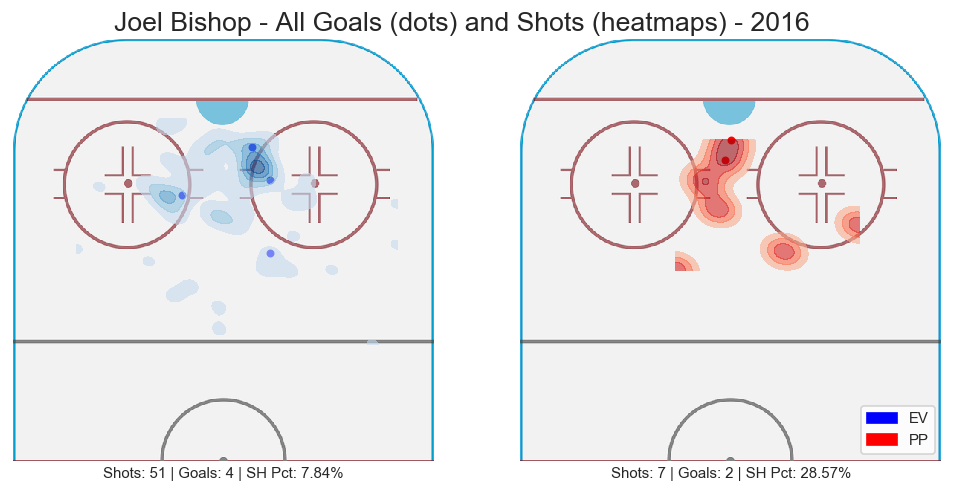 Joel Bishop - All Goals (dots) and Shots (heatmaps) - 2016
EV
PP
Shots: 51 | Goals: 4 | SH Pct: 7.84%
Shots: 7 | Goals: 2 | SH Pct: 28.57%